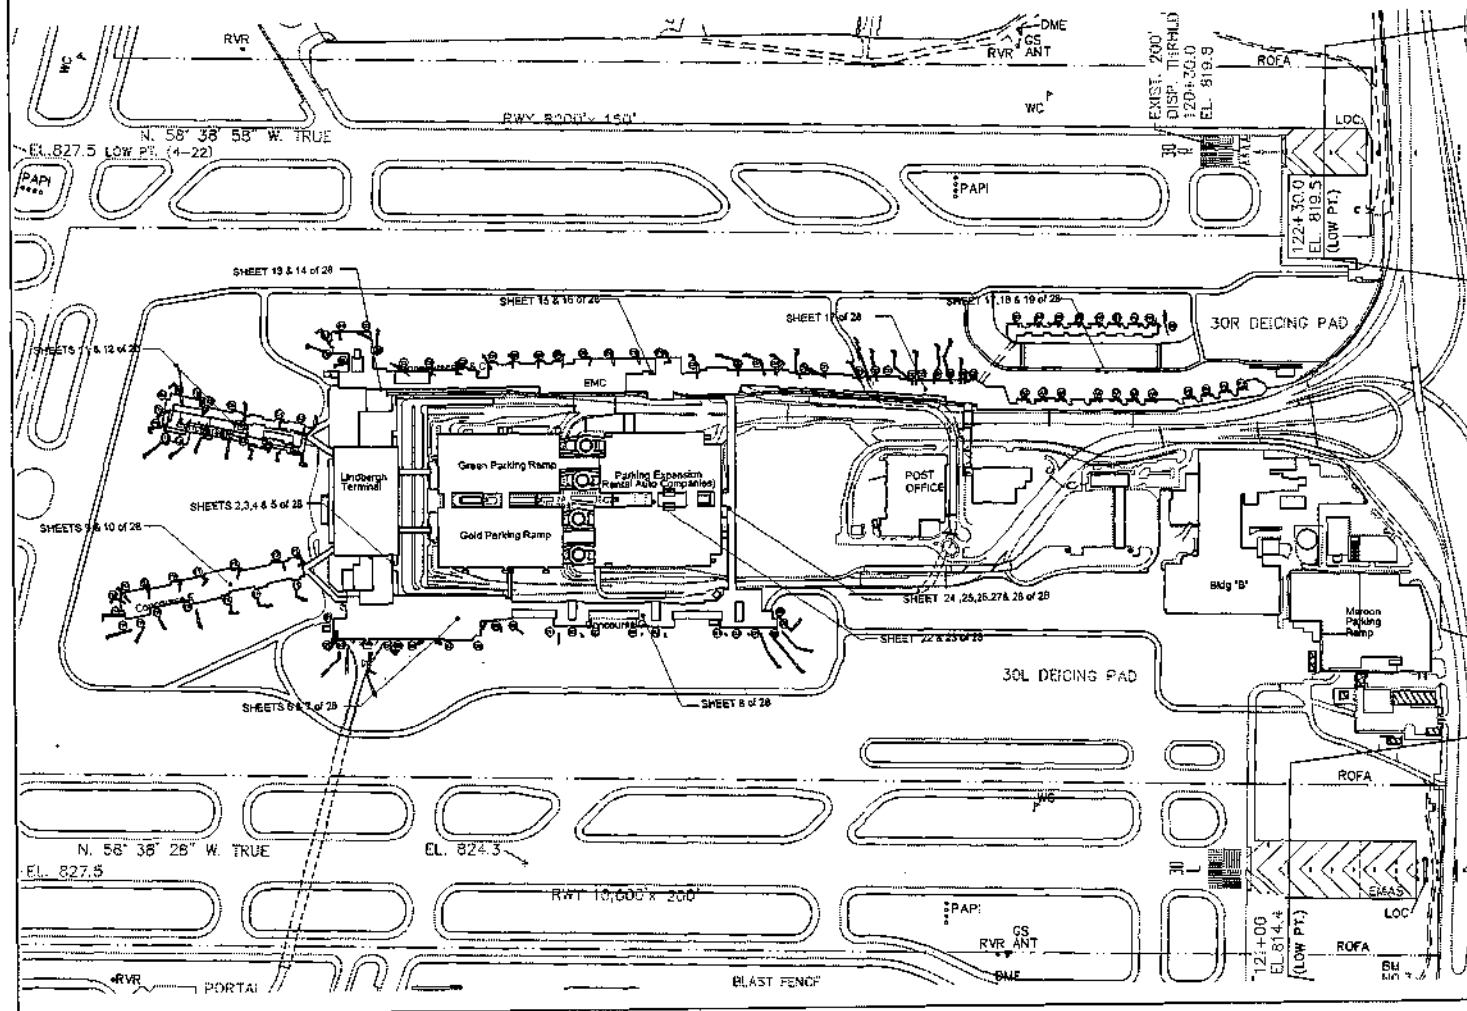 RVR
WC
DME
GS
RVR ANT
WC
EXIST. 200'
DISP. THRHLD
120+30.0
EL. 819.8
ROFA
LOC
RWY 8200' x 150'
N. 58° 38' 58" W. TRUE
EL. 827.5 LOW PT. (4-22)
PAPI
PAPI
30
R
122+30.0
EL. 819.5
(LOW PT.)
SHEET 13 & 14 of 28
SHEET 15 & 16 of 28
SHEET 17 of 28
SHEET 17,18 & 19 of 28
30R DEICING PAD
SHEETS 11 & 12 of 28
EMC
Lindbergh
Terminal
Green Parking Ramp
Parking Expansion
Rental Auto Companies)
POST
OFFICE
SHEETS 2,3,4 & 5 of 28
Gold Parking Ramp
SHEETS 9 & 10 of 28
Bldg "B"
Maroon
Parking
Ramp
SHEET 24 ,25,26,27& 28 of 28
SHEET 22 & 23 of 28
30L DEICING PAD
SHEETS 6 & 7 of 28
SHEET 8 of 28
ROFA
WC
N. 58° 38' 28" W. TRUE
EL. 824.3
EL. 827.5
30
L
EMAS
LOC
RWY 10,000' x 200'
PAPI
GS
RVR ANT
DME
EL.814.4
(LOW PT.)
ROFA
BM
RVR
PORTAL
BLAST FENCE